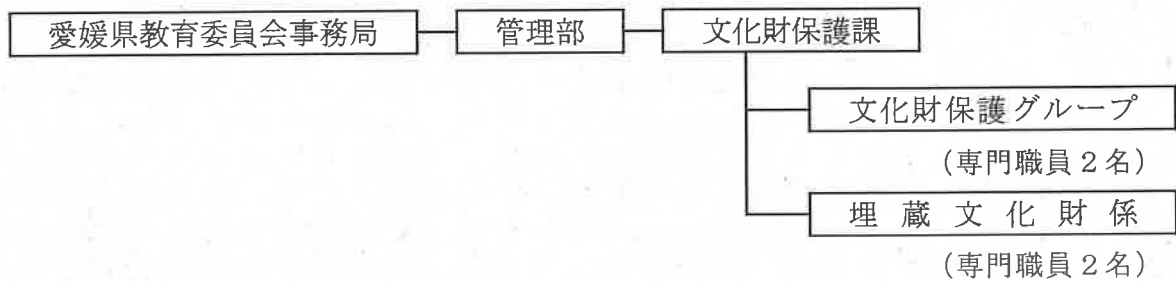 愛媛県教育委員会事務局 管理部 文化財保護課
文化財保護グループ
(専門職員2名)
埋蔵文化財係
(専門職員2名)